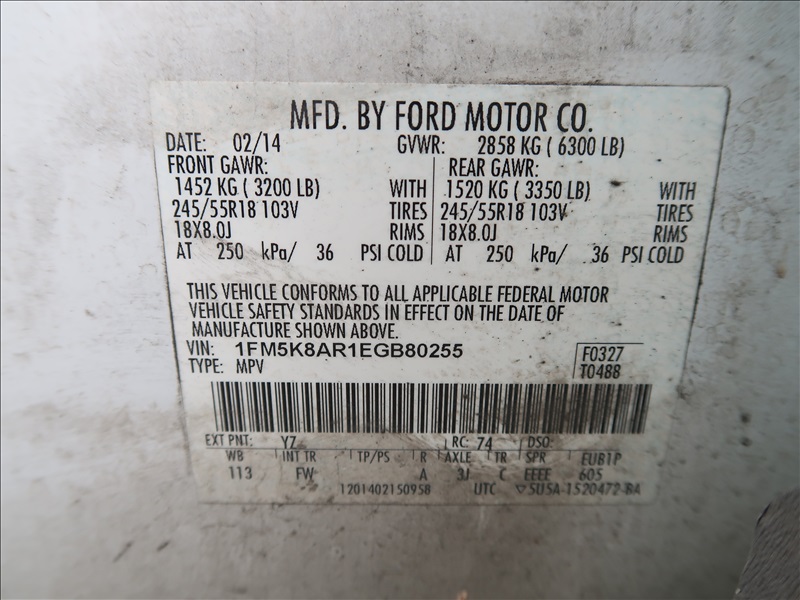 MFD. BY FORD MOTOR CO.
DATE: 02/14 GVWR: 2858 KG ( 6300 LB)
FRONT GAWR: REAR GAWR:
1452 KG ( 3200 LB) WITH 1520 KG ( 3350 LB) WITH
245/55R18 103V TIRES 245/55R18 103V TIRES
18X8.0J RIMS 18X8.0J RIMS
AT 250 kPa/ 36 PSI COLD AT 250 kPa/ 36 PSI COLD
THIS VEHICLE CONFORMS TO ALL APPLICABLE FEDERAL MOTOR
VEHICLE SAFETY STANDARDS IN EFFECT ON THE DATE OF
MANUFACTURE SHOWN ABOVE.
VIN: 1FM5K8AR1EGB80255 F0327
TYPE: MPV T0488
EXT PNT: YZ RC: 74 DSO:
WB INT TR TP/PS R AXLE TR SPR EUB1P
113 FW A 3J C EEEE 605
1201402150958 UTC ▽5U5A-1520472-BA